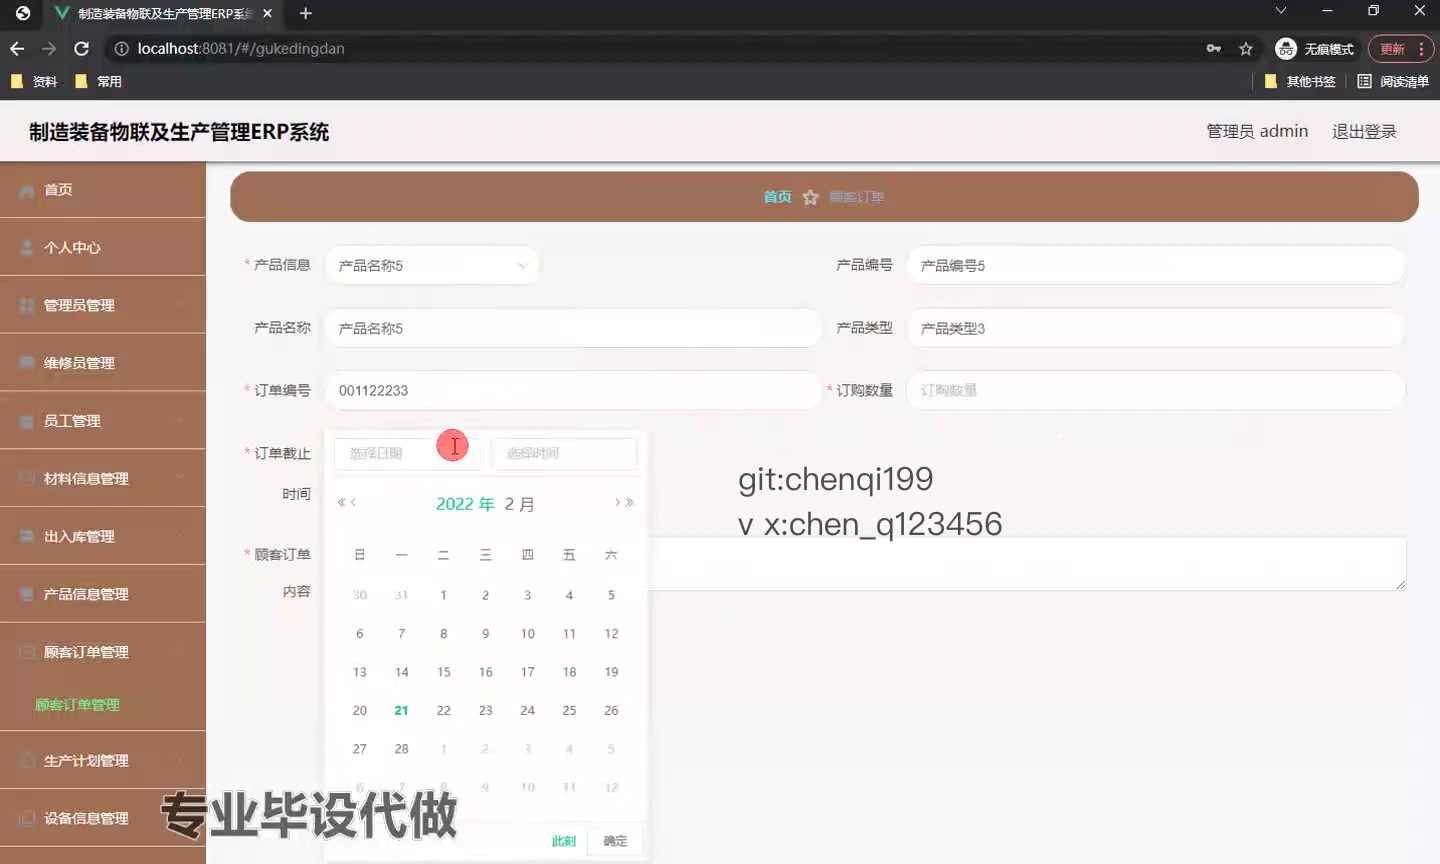 制造装备物联及生产管理ERP系统
localhost:8081/#/gukedingdan
无痕模式
更新
资料
常用
其他书签
阅读清单
制造装备物联及生产管理ERP系统
管理员 admin
退出登录
首页
个人中心
管理员管理
维修员管理
员工管理
材料信息管理
出入库管理
产品信息管理
顾客订单管理
顾客订单管理
生产计划管理
设备信息管理
首页 顾客订单
* 产品信息 产品名称5
产品编号 产品编号5
产品名称 产品名称5
产品类型 产品类型3
* 订单编号 001122233
* 订购数量 订购数量
* 订单截止
时间
选择日期 选择时间
2022 年 2 月
日 一 二 三 四 五 六
30 31 1 2 3 4 5
6 7 8 9 10 11 12
13 14 15 16 17 18 19
20 21 22 23 24 25 26
27 28 1 2 3 4 5
6 7 8 9 10 11 12
此刻 确定
* 顾客订单
内容
git:chenqi199
v x:chen_q123456
专业毕设代做